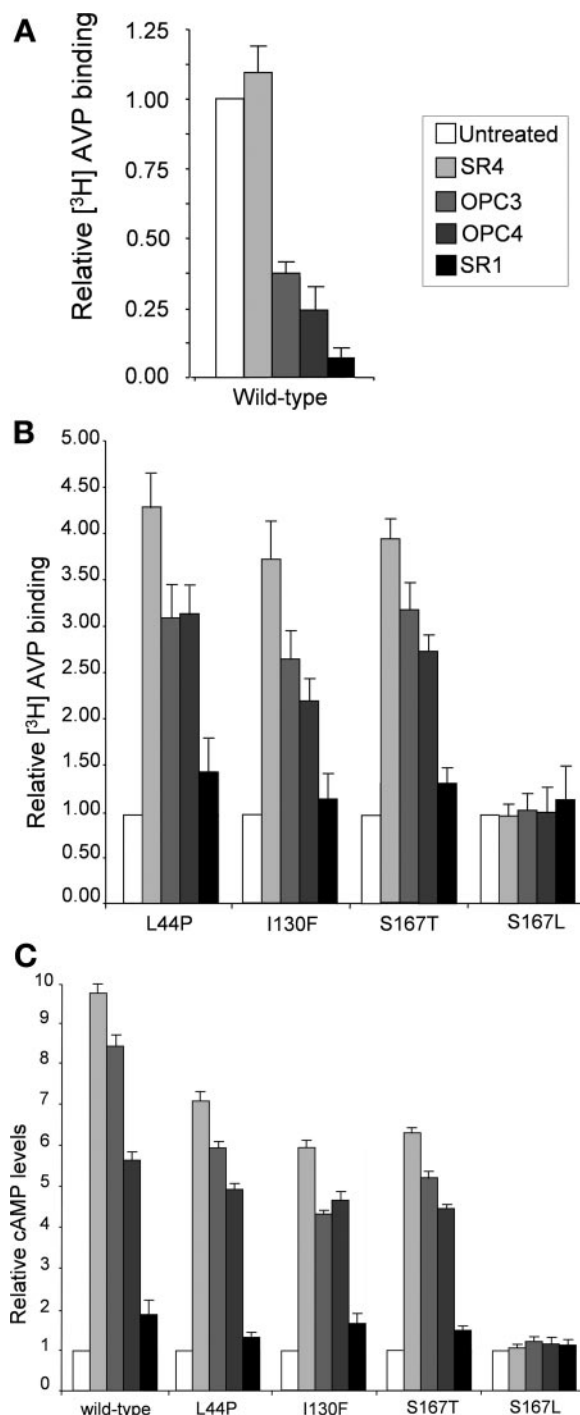 A
Relative [³H] AVP binding
1.25
1.00
0.75
0.50
0.25
0.00
Wild-type
Untreated
SR4
OPC3
OPC4
SR1
B
Relative [³H] AVP binding
5.00
4.50
4.00
3.50
3.00
2.50
2.00
1.50
1.00
0.50
0.00
L44P
I130F
S167T
S167L
C
Relative cAMP levels
10
9
8
7
6
5
4
3
2
1
0
wild-type
L44P
I130F
S167T
S167L